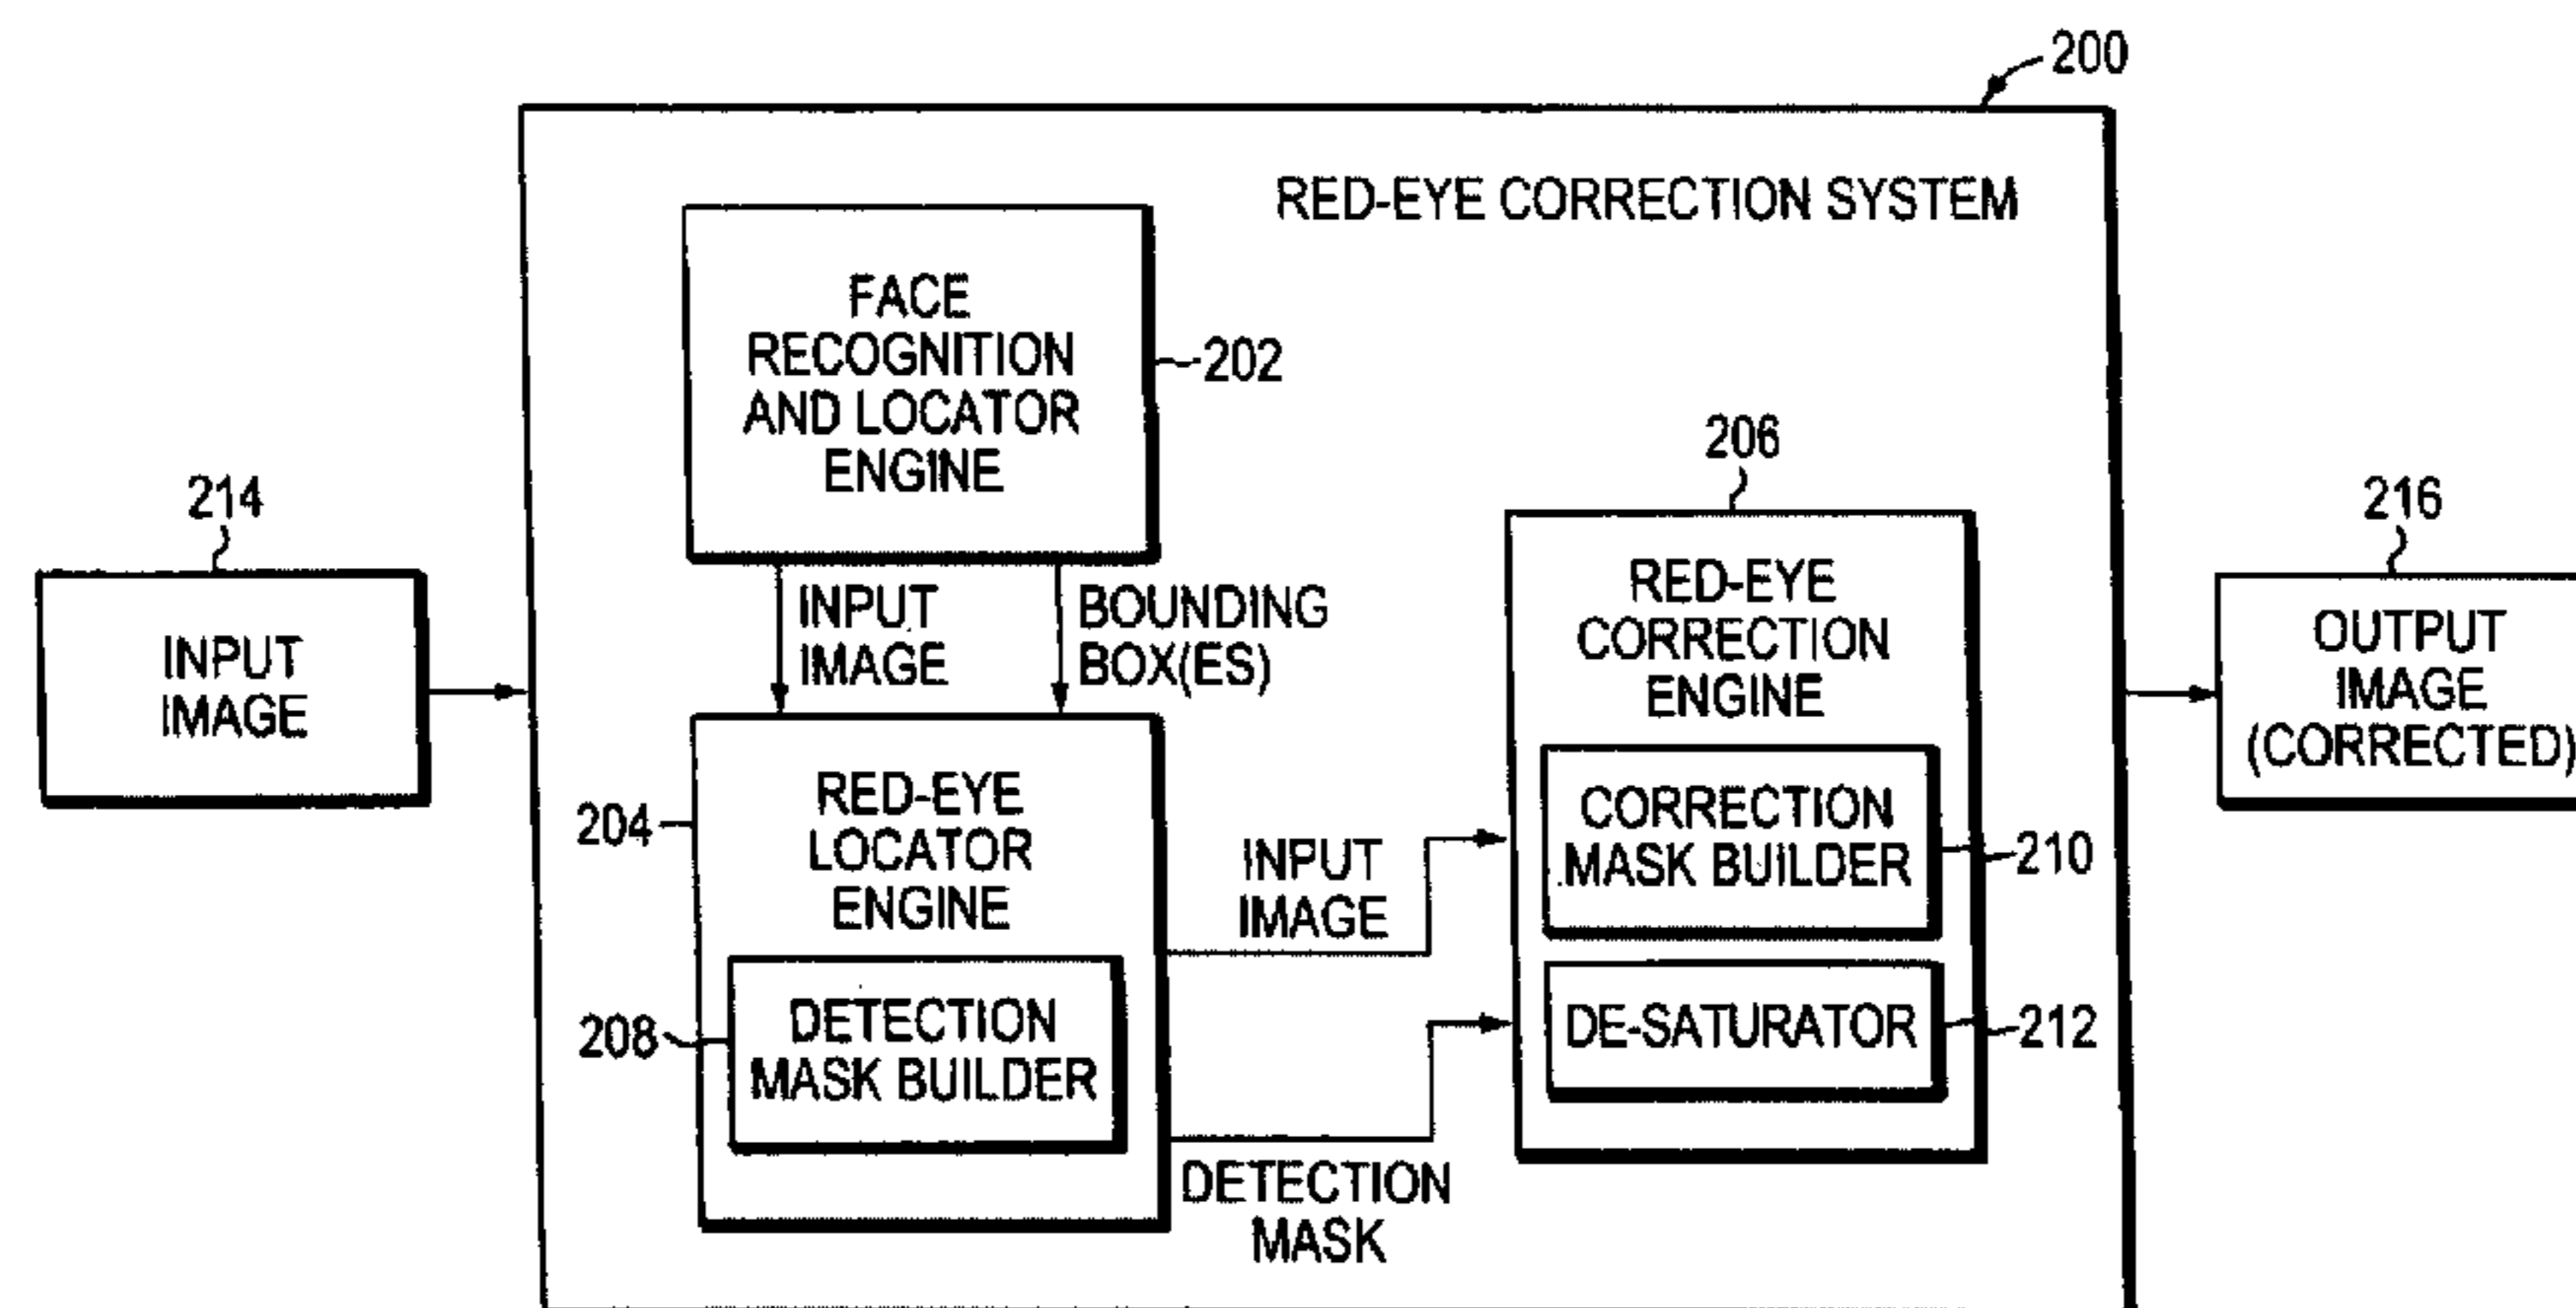 200
RED-EYE CORRECTION SYSTEM
FACE
RECOGNITION
AND LOCATOR
ENGINE
202
214
INPUT
IMAGE
INPUT
IMAGE
BOUNDING
BOX(ES)
204
RED-EYE
LOCATOR
ENGINE
208
DETECTION
MASK BUILDER
INPUT
IMAGE
DETECTION
MASK
206
RED-EYE
CORRECTION
ENGINE
CORRECTION
MASK BUILDER
210
DE-SATURATOR
212
216
OUTPUT
IMAGE
(CORRECTED)